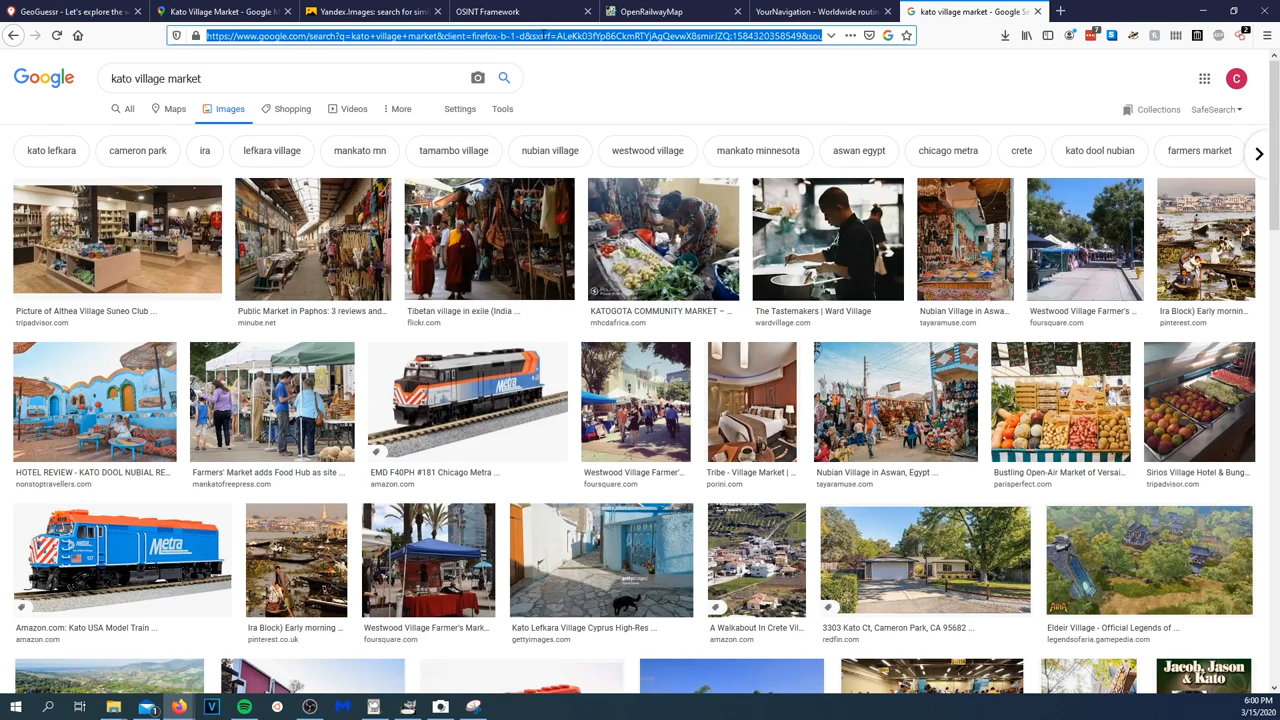 GeoGuessr - Let's explore the w
Kato Village Market - Google M
Yandex.Images: search for simil
OSINT Framework
OpenRailwayMap
YourNavigation - Worldwide routin
kato village market - Google Se
https://www.google.com/search?q=kato+village+market&client=firefox-b-1-d&sxsrf=ALeKk03fYp86CkmRTYjAgQevwX8smirJZQ:1584320358549&sou
Google
kato village market
C
All
Maps
Images
Shopping
Videos
More
Settings
Tools
Collections
SafeSearch
kato lefkara
cameron park
ira
lefkara village
mankato mn
tamambo village
nubian village
westwood village
mankato minnesota
aswan egypt
chicago metra
crete
kato dool nubian
farmers market
Picture of Althea Village Suneo Club ...
tripadvisor.com
Public Market in Paphos: 3 reviews and...
minube.net
Tibetan village in exile (India ...
flickr.com
KATOGOTA COMMUNITY MARKET – ...
mhcdafrica.com
The Tastemakers | Ward Village
wardvillage.com
Nubian Village in Aswa...
tayaramuse.com
Westwood Village Farmer's ...
foursquare.com
Ira Block) Early mornin...
pinterest.com
Metra
HOTEL REVIEW - KATO DOOL NUBIAL RE...
nonstoptravellers.com
Farmers' Market adds Food Hub as site ...
mankatofreepress.com
EMD F40PH #181 Chicago Metra ...
amazon.com
Westwood Village Farmer'...
foursquare.com
Tribe - Village Market | ...
porini.com
Nubian Village in Aswan, Egypt ...
tayaramuse.com
Bustling Open-Air Market of Versai...
parisperfect.com
Sirios Village Hotel & Bung...
tripadvisor.com
Metra
gettyimages
ARIA
Amazon.com: Kato USA Model Train ...
amazon.com
Ira Block) Early morning ...
pinterest.co.uk
Westwood Village Farmer's Mark...
foursquare.com
Kato Lefkara Village Cyprus High-Res ...
gettyimages.com
A Walkabout In Crete Vil...
amazon.com
3303 Kato Ct, Cameron Park, CA 95682 ...
redfin.com
Eldeir Village - Official Legends of ...
legendsofaria.gamepedia.com
Jacob, Jason
& Kato
6:00 PM
3/15/2020